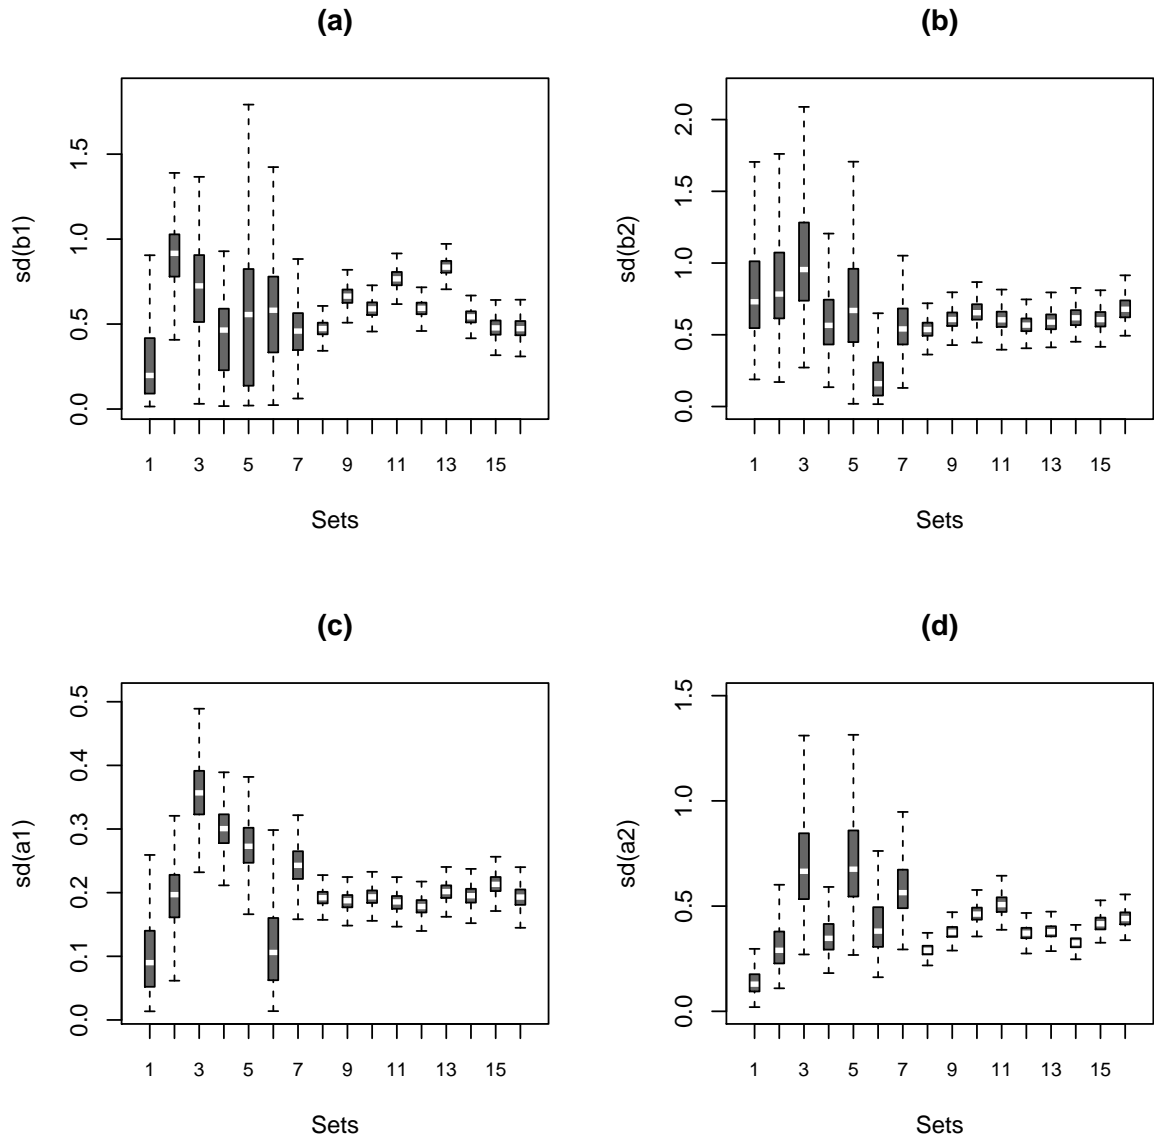 (a)
sd(b1)
0.0 0.5 1.0 1.5
1 3 5 7 9 11 13 15
Sets
(b)
sd(b2)
0.0 0.5 1.0 1.5 2.0
1 3 5 7 9 11 13 15
Sets
(c)
sd(a1)
0.0 0.1 0.2 0.3 0.4 0.5
1 3 5 7 9 11 13 15
Sets
(d)
sd(a2)
0.0 0.5 1.0 1.5
1 3 5 7 9 11 13 15
Sets